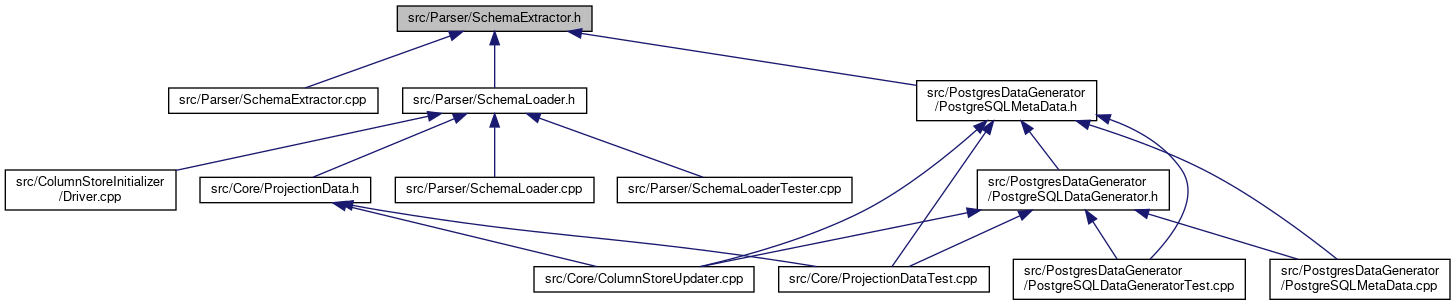 src/Parser/SchemaExtractor.h
src/Parser/SchemaExtractor.cpp
src/Parser/SchemaLoader.h
src/PostgresDataGenerator
/PostgreSQLMetaData.h
src/ColumnStoreInitializer
/Driver.cpp
src/Core/ProjectionData.h
src/Parser/SchemaLoader.cpp
src/Parser/SchemaLoaderTester.cpp
src/PostgresDataGenerator
/PostgreSQLDataGenerator.h
src/Core/ColumnStoreUpdater.cpp
src/Core/ProjectionDataTest.cpp
src/PostgresDataGenerator
/PostgreSQLDataGeneratorTest.cpp
src/PostgresDataGenerator
/PostgreSQLMetaData.cpp